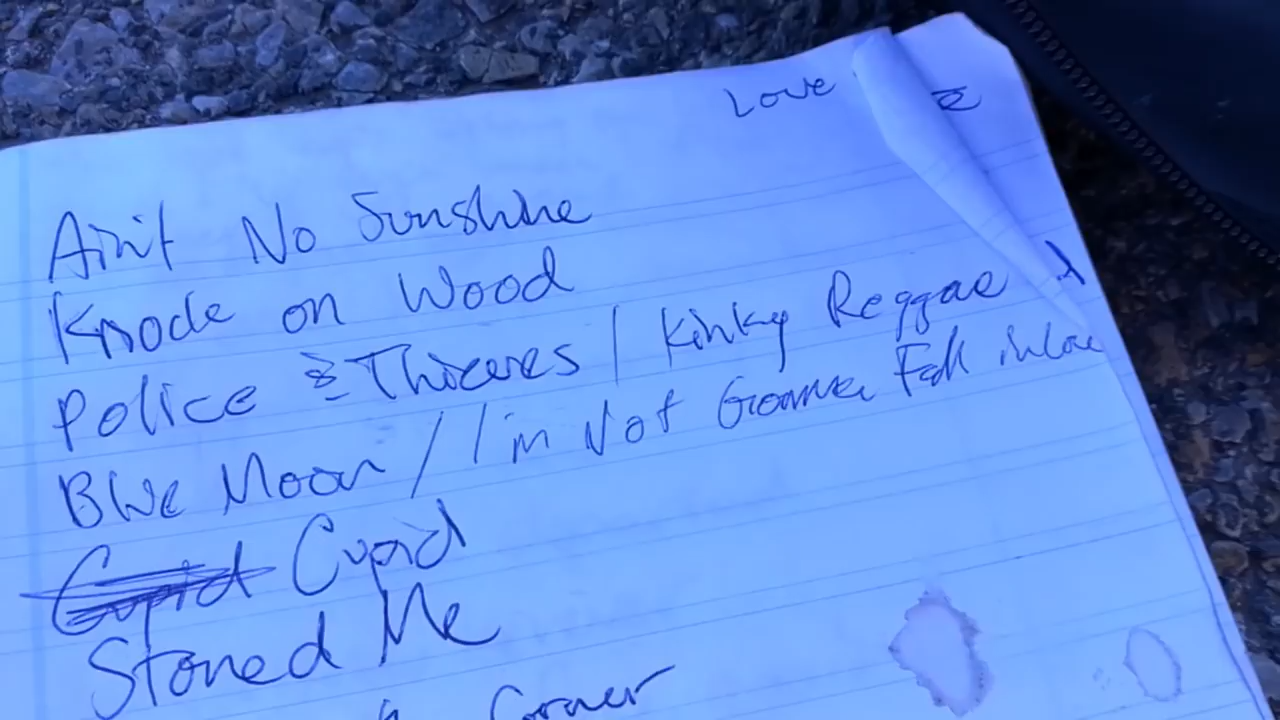 Love
Ain't No Sunshine
Knock on Wood
Police & Thieves / Kinky Reggae
Blue Moon / I'm Not Gonna Fall in Love
Cupid Cupid
Stoned Me
Corner